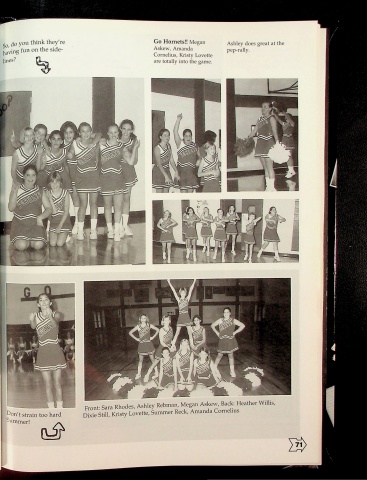 So, do you think they're
having fun on the side-
lines?
Go Hornets!! Megan
Askew, Amanda
Cornelius, Kristy Lovette
are totally into the game.
Ashley does great at the
pep-rally.
G O
Don't strain too hard
Summer!
Front: Sara Rhodes, Ashley Rebman, Megan Askew, Back: Heather Willis,
Dixie Still, Kristy Lovette, Summer Reck, Amanda Cornelius
71